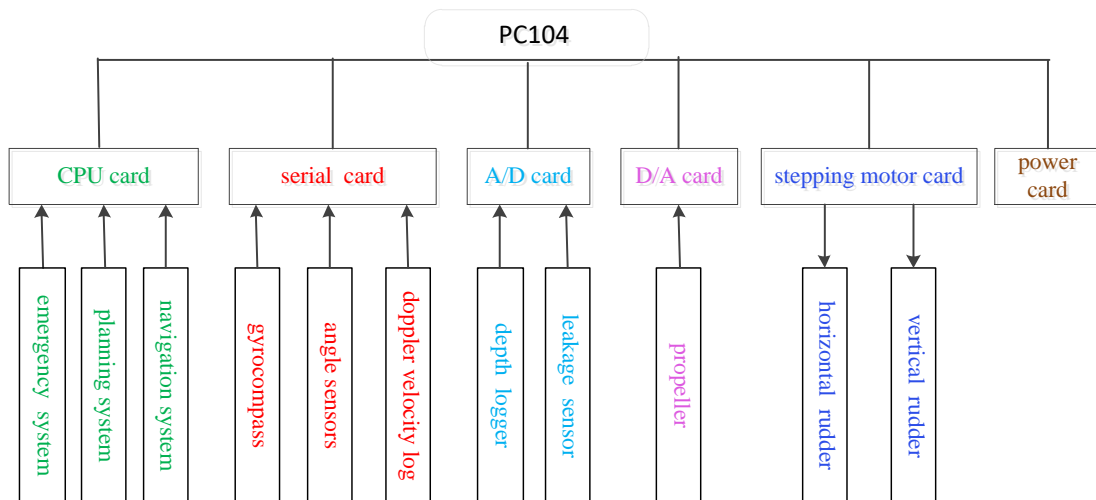 PC104
CPU card
serial card
A/D card
D/A card
stepping motor card
power
card
emergency system
planning system
navigation system
gyrocompass
angle sensors
doppler velocity log
depth logger
leakage sensor
propeller
horizontal rudder
vertical rudder